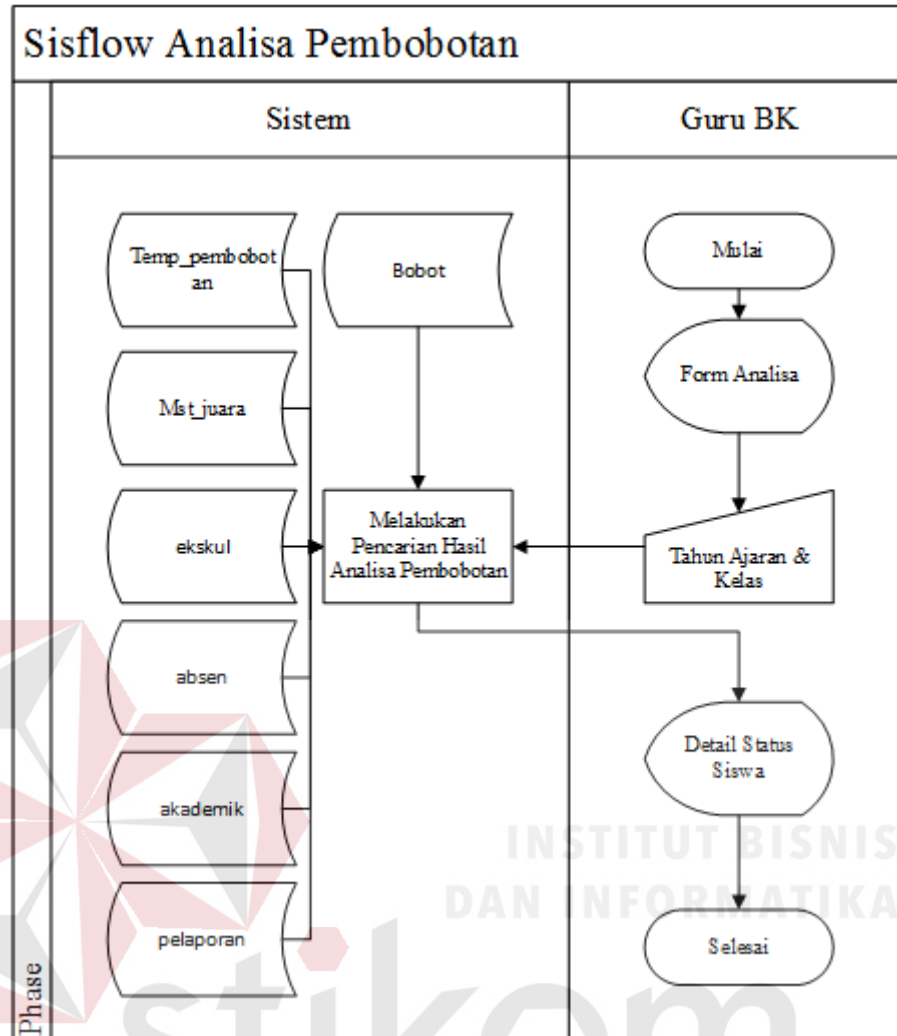 Sisflow Analisa Pembobotan
Sistem
Guru BK
Temp_pembobot
an
Bobot
Mulai
Form Analisa
Mst_juara
ekskul
Melakukan
Pencarian Hasil
Analisa Pembobotan
Tahun Ajaran &
Kelas
absen
Detail Status
Siswa
akademik
pelaporan
Selesai
Phase
INSTITUT BISNIS
DAN INFORMATIKA
stikom